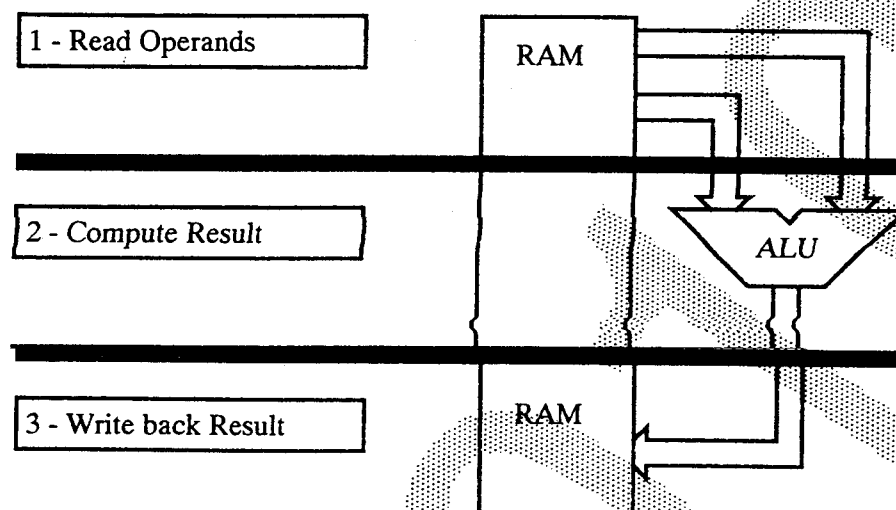 1 - Read Operands
RAM
2 - Compute Result
ALU
3 - Write back Result
RAM